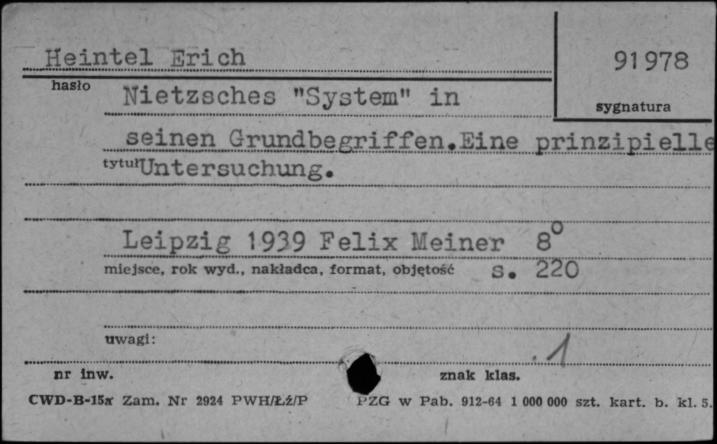 Heintel Erich
91978
hasło
Nietzsches "System" in
sygnatura
seinen Grundbegriffen.Eine prinzipielle
tytuł Untersuchung.
Leipzig 1939 Felix Meiner 8°
miejsce, rok wyd., nakładca, format, objętość s. 220
uwagi:
.1
nr inw. znak klas.
CWD-B-15a Zam. Nr 2924 PWH/Łź/P PZG w Pab. 912-64 1 000 000 szt. kart. b. kl. 5.